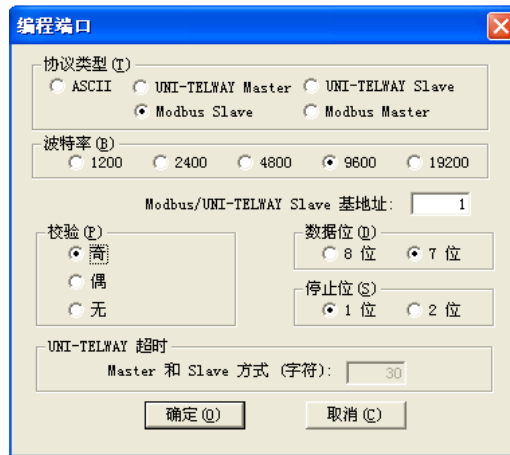 编程端口
协议类型(T)
ASCII UNI-TELWAY Master UNI-TELWAY Slave
Modbus Slave Modbus Master
波特率(B)
1200 2400 4800 9600 19200
Modbus/UNI-TELWAY Slave 基地址: 1
校验(P) 数据位(D)
奇 8 位 7 位
偶 停止位(S)
无 1 位 2 位
UNI-TELWAY 超时
Master 和 Slave 方式 (字符): 30
确定(O) 取消(C)